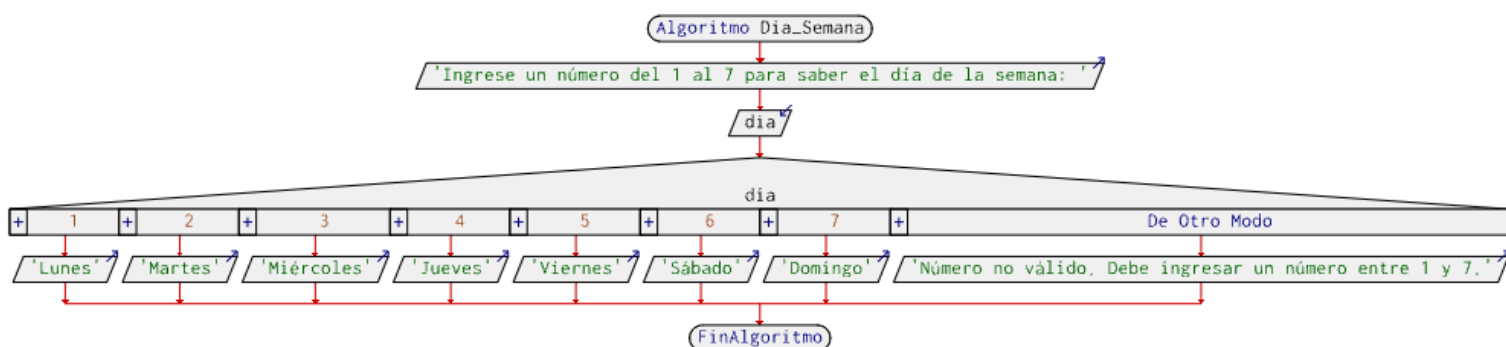 Algoritmo Dia_Semana
'Ingrese un número del 1 al 7 para saber el día de la semana: '
dia
dia
+ 1 + 2 + 3 + 4 + 5 + 6 + 7 + De Otro Modo
'Lunes' 'Martes' 'Miércoles' 'Jueves' 'Viernes' 'Sábado' 'Domingo' 'Número no válido. Debe ingresar un número entre 1 y 7.'
FinAlgoritmo